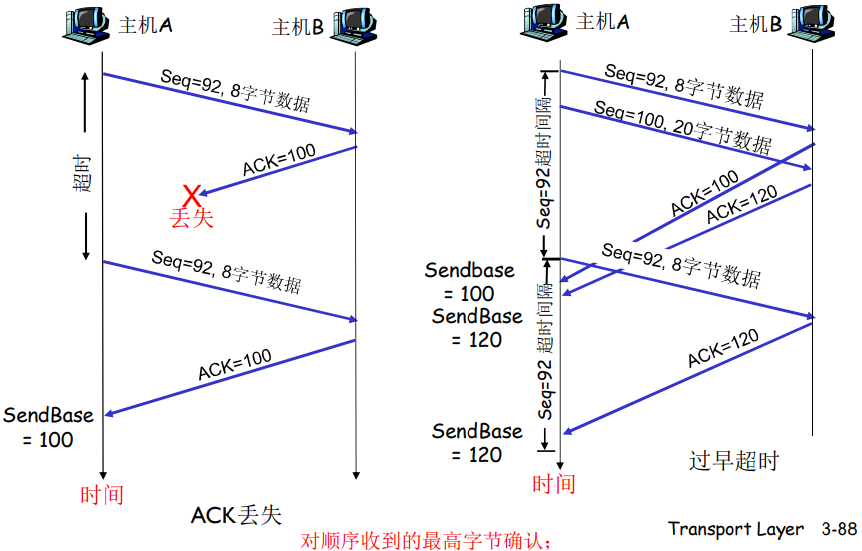 主机A
主机B
Seq=92, 8字节数据
超时
ACK=100
X
丢失
Seq=92, 8字节数据
ACK=100
SendBase
= 100
时间
ACK丢失
主机A
主机B
Seq=92, 8字节数据
Seq=100, 20字节数据
Seq=92超时间隔
ACK=100
ACK=120
Seq=92, 8字节数据
Sendbase
= 100
SendBase
= 120
Seq=92 超时间隔
ACK=120
SendBase
= 120
过早超时
时间
对顺序收到的最高字节确认；
Transport Layer 3-88